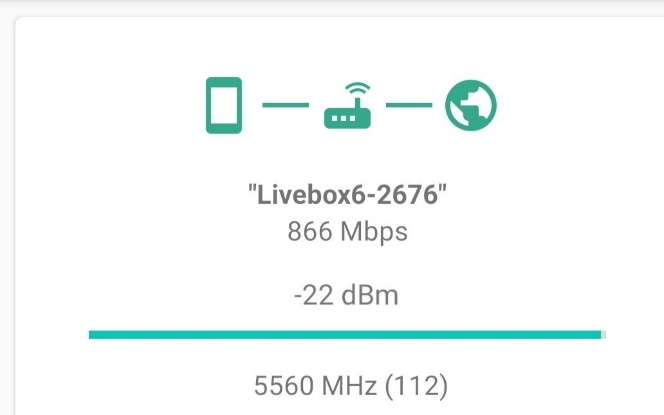 "Livebox6-2676"
866 Mbps
-22 dBm
5560 MHz (112)